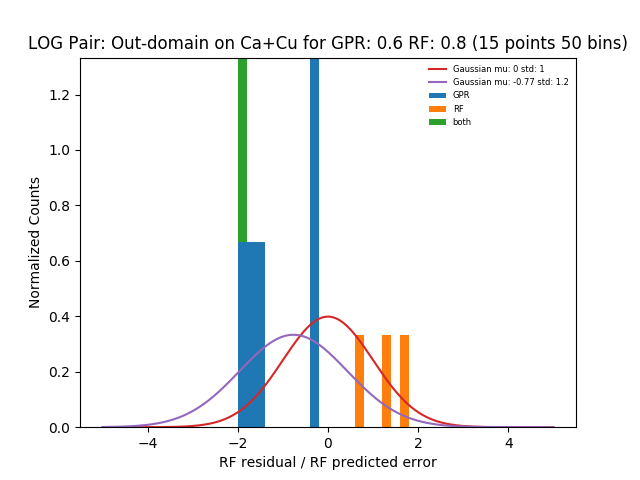 LOG Pair: Out-domain on Ca+Cu for GPR: 0.6 RF: 0.8 (15 points 50 bins)
Gaussian mu: 0 std: 1
Gaussian mu: -0.77 std: 1.2
GPR
RF
both
Normalized Counts
1.2
1.0
0.8
0.6
0.4
0.2
0.0
−4 −2 0 2 4
RF residual / RF predicted error